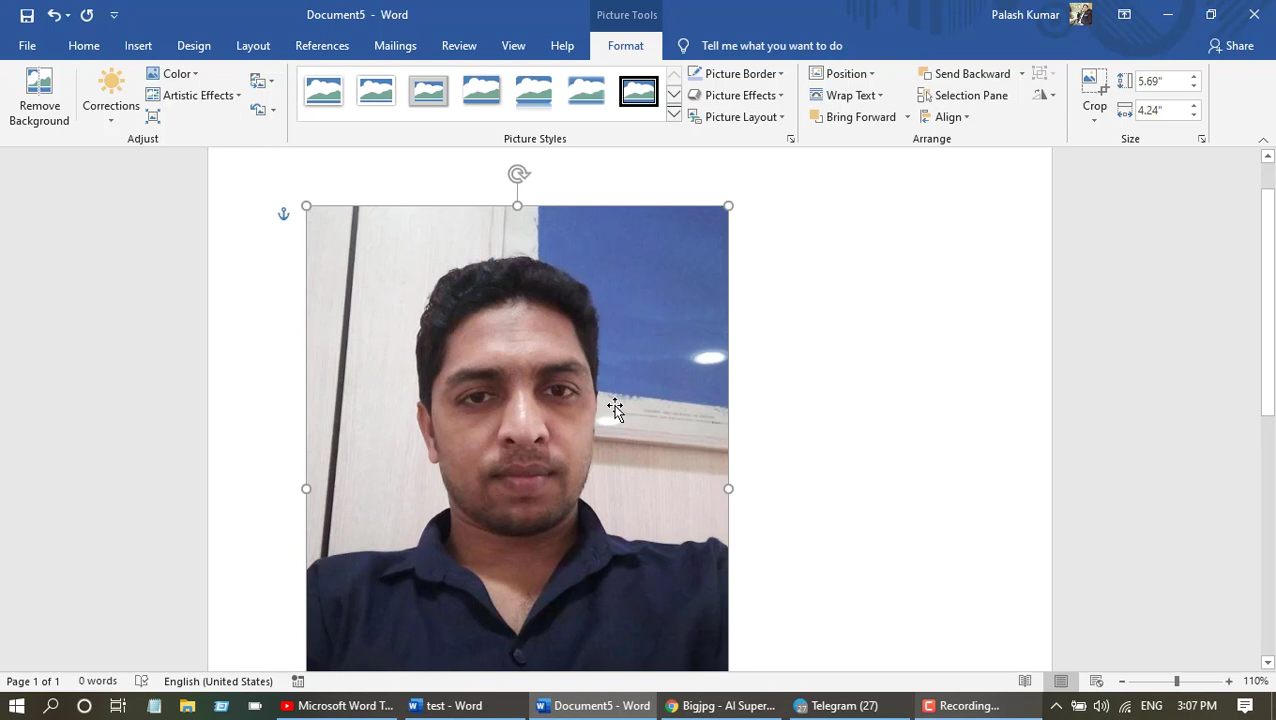 Document5 - Word
Picture Tools
Palash Kumar
File
Home
Insert
Design
Layout
References
Mailings
Review
View
Help
Format
Tell me what you want to do
Share
Remove
Background
Corrections
Color
Artistic Effects
Adjust
Picture Styles
Picture Border
Picture Effects
Picture Layout
Position
Wrap Text
Bring Forward
Send Backward
Selection Pane
Align
Arrange
Crop
5.69"
4.24"
Size
Page 1 of 1
0 words
English (United States)
110%
Microsoft Word T...
test - Word
Document5 - Word
Bigjpg - AI Super...
27
Telegram (27)
Recording...
ENG
3:07 PM